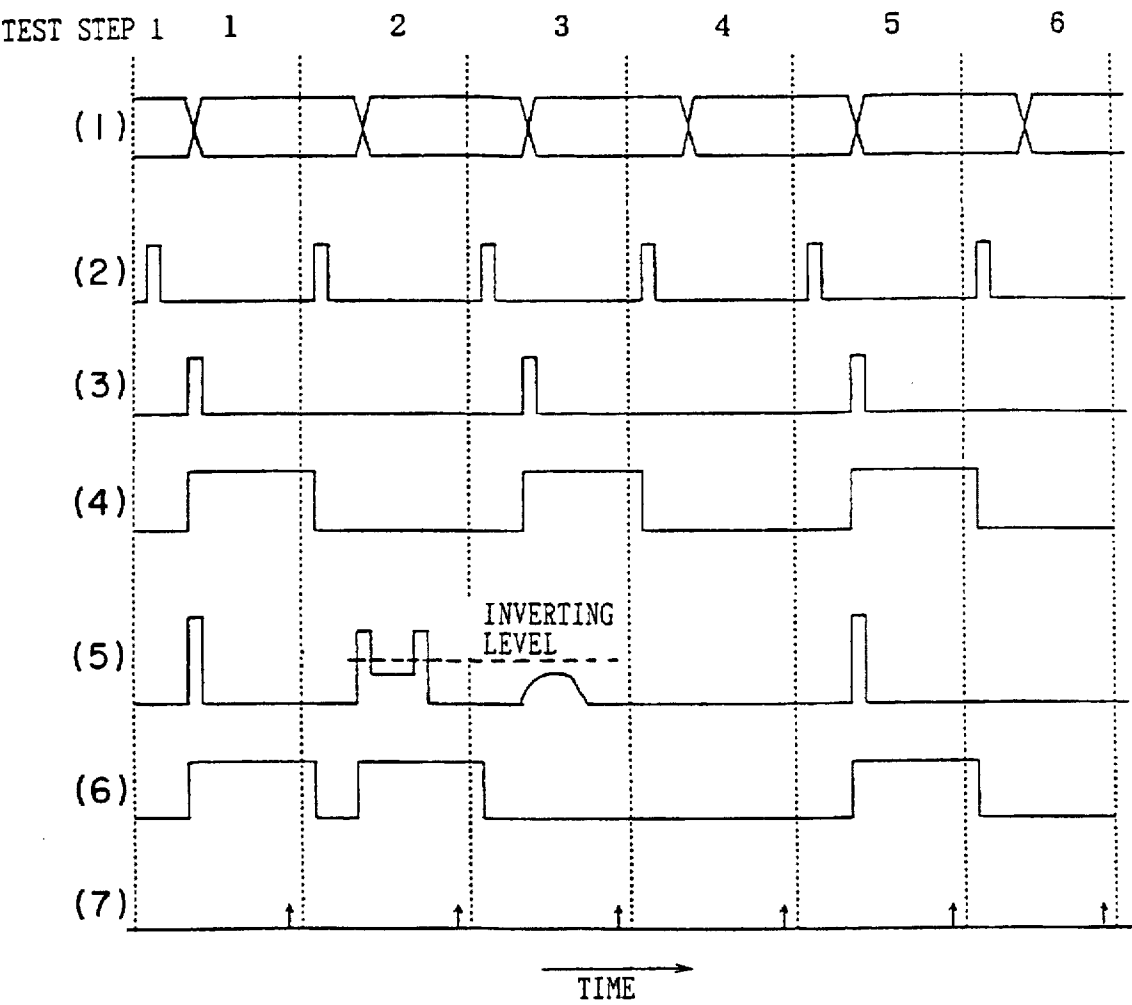 TEST STEP 1 1 2 3 4 5 6
(1)
(2)
(3)
(4)
INVERTING
LEVEL
(5)
(6)
(7)
TIME